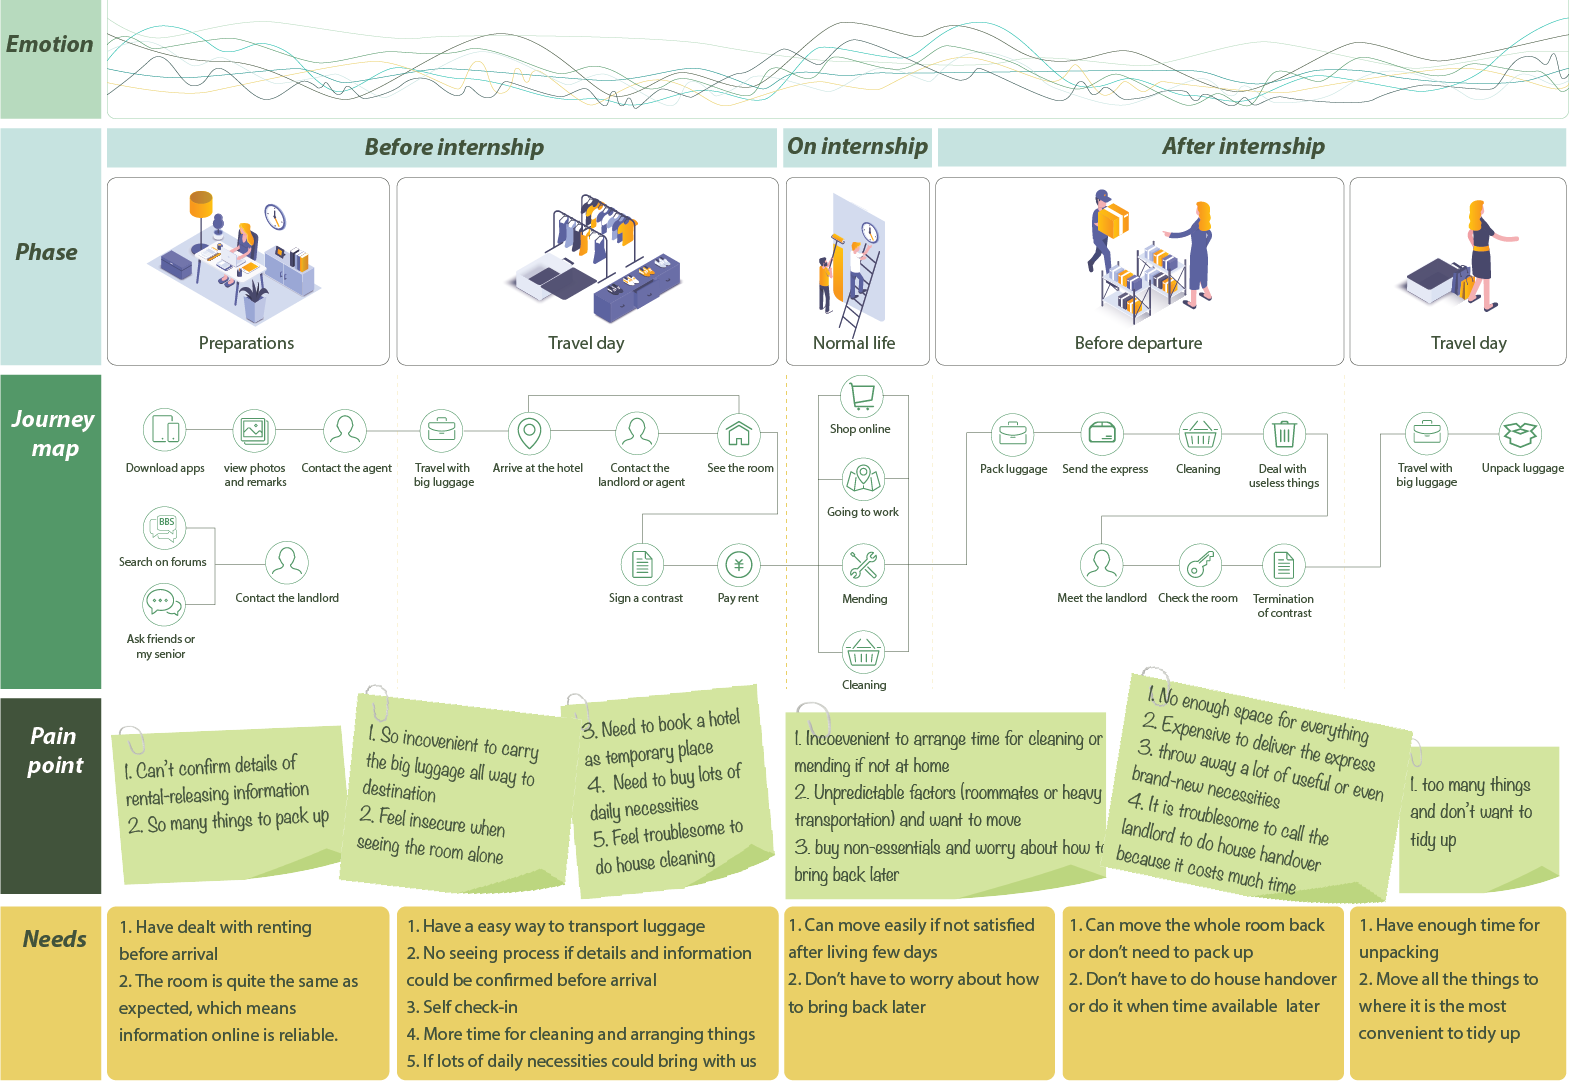 Emotion
Before internship
On internship
After internship
Phase
Preparations
Travel day
Normal life
Before departure
Travel day
Journey
map
Download apps
view photos
and remarks
Contact the agent
Travel with
big luggage
Arrive at the hotel
Contact the
landlord or agent
See the room
Shop online
Going to work
Pack luggage
Send the express
Cleaning
Deal with
useless things
Travel with
big luggage
Unpack luggage
BBS
Search on forums
Ask friends or
my senior
Contact the landlord
Sign a contrast
¥
Pay rent
Mending
Cleaning
Meet the landlord
Check the room
Termination
of contrast
Pain
point
1. Can't confirm details of
rental-releasing information
2. So many things to pack up
1. So incovenient to carry
the big luggage all way to
destination
2. Feel insecure when
seeing the room alone
3. Need to book a hotel
as temporary place
4. Need to buy lots of
daily necessities
5. Feel troublesome to
do house cleaning
1. Incoevenient to arrange time for cleaning or
mending if not at home
2. Unpredictable factors (roommates or heavy
transportation) and want to move
3. buy non-essentials and worry about how to
bring back later
1. No enough space for everything
2. Expensive to deliver the express
3. throw away a lot of useful or even
brand-new necessities
4. It is troublesome to call the
landlord to do house handover
because it costs much time
1. too many things
and don't want to
tidy up
Needs
1. Have dealt with renting
before arrival
2. The room is quite the same as
expected, which means
information online is reliable.
1. Have a easy way to transport luggage
2. No seeing process if details and information
could be confirmed before arrival
3. Self check-in
4. More time for cleaning and arranging things
5. If lots of daily necessities could bring with us
1. Can move easily if not satisfied
after living few days
2. Don't have to worry about how
to bring back later
1. Can move the whole room back
or don't need to pack up
2. Don't have to do house handover
or do it when time available later
1. Have enough time for
unpacking
2. Move all the things to
where it is the most
convenient to tidy up